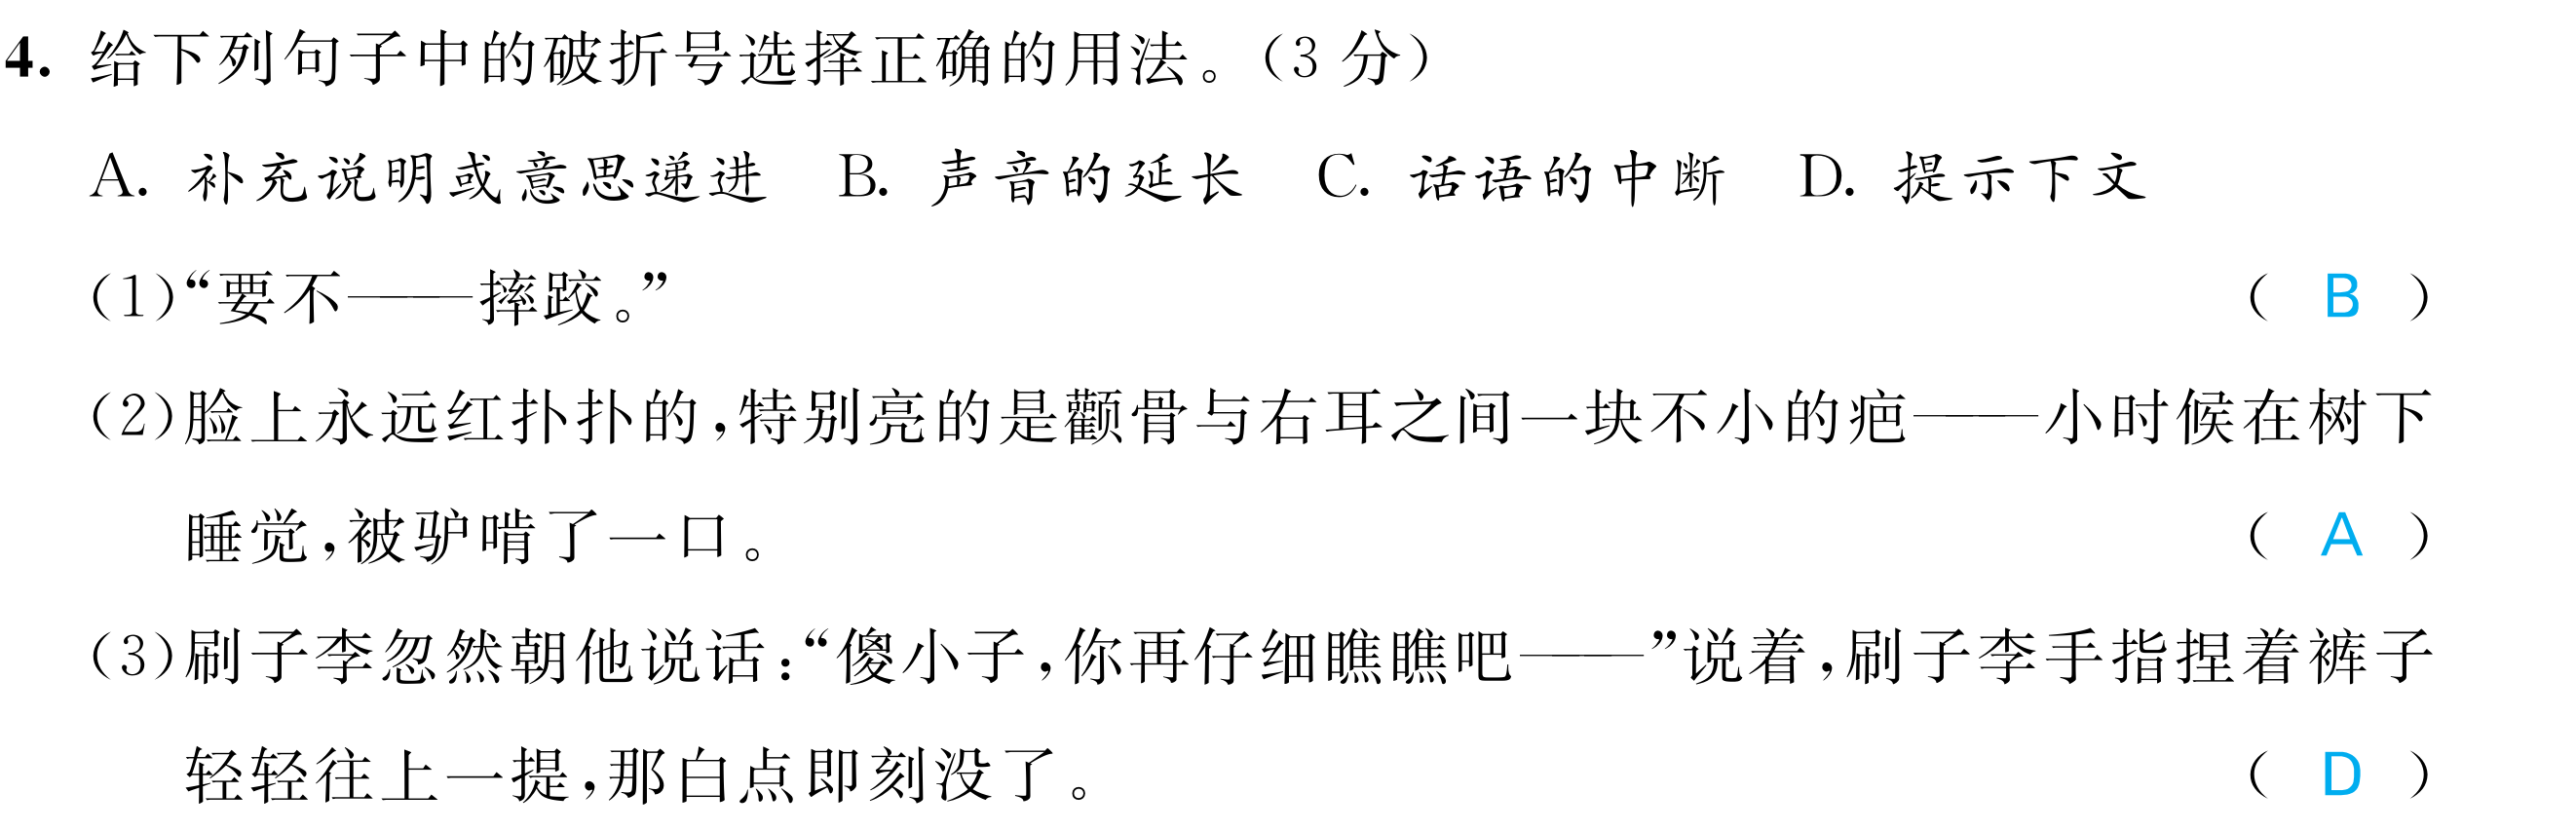 4. 给下列句子中的破折号选择正确的用法。(3 分)
A. 补充说明或意思递进 B. 声音的延长 C. 话语的中断 D. 提示下文
(1)“要不——摔跤。” ( B )
(2)脸上永远红扑扑的,特别亮的是颧骨与右耳之间一块不小的疤——小时候在树下
睡觉,被驴啃了一口。 ( A )
(3)刷子李忽然朝他说话:“傻小子,你再仔细瞧瞧吧——”说着,刷子李手指捏着裤子
轻轻往上一提,那白点即刻没了。 ( D )